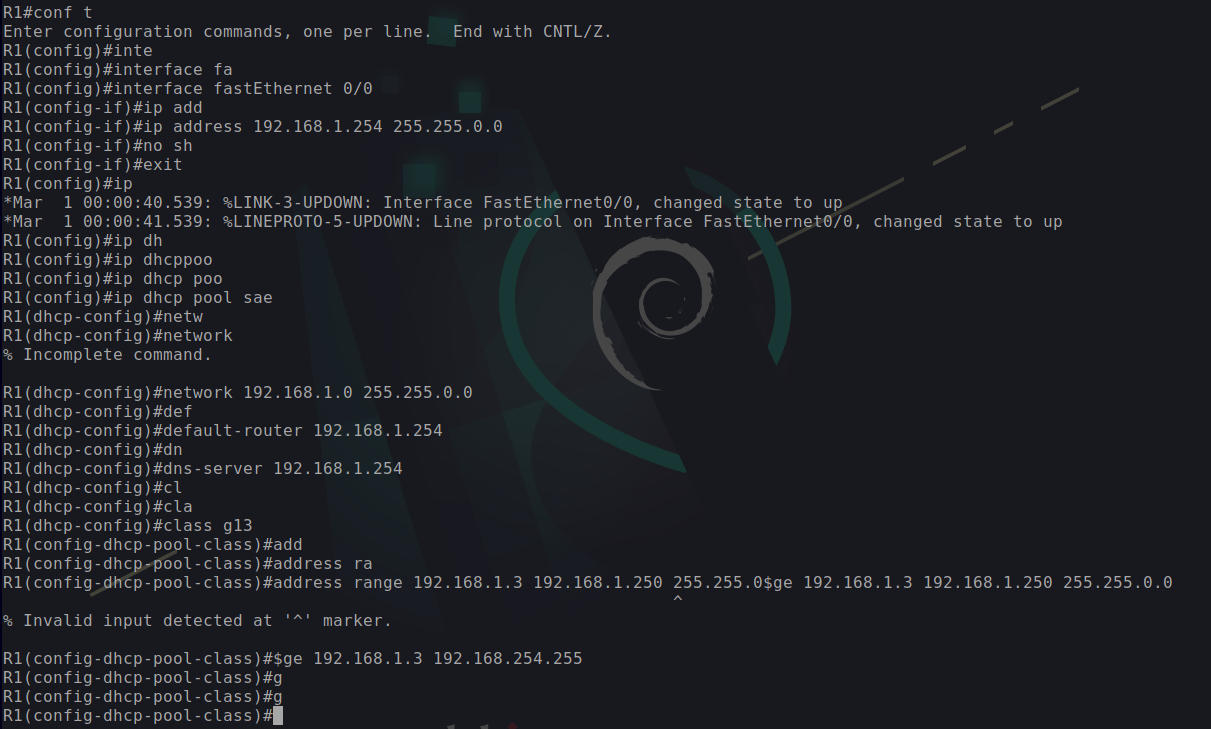 R1#conf t
Enter configuration commands, one per line.  End with CNTL/Z.
R1(config)#inte
R1(config)#interface fa
R1(config)#interface fastEthernet 0/0
R1(config-if)#ip add
R1(config-if)#ip address 192.168.1.254 255.255.0.0
R1(config-if)#no sh
R1(config-if)#exit
R1(config)#ip
*Mar  1 00:00:40.539: %LINK-3-UPDOWN: Interface FastEthernet0/0, changed state to up
*Mar  1 00:00:41.539: %LINEPROTO-5-UPDOWN: Line protocol on Interface FastEthernet0/0, changed state to up
R1(config)#ip dh
R1(config)#ip dhcppoo
R1(config)#ip dhcp poo
R1(config)#ip dhcp pool sae
R1(dhcp-config)#netw
R1(dhcp-config)#network
% Incomplete command.

R1(dhcp-config)#network 192.168.1.0 255.255.0.0
R1(dhcp-config)#def
R1(dhcp-config)#default-router 192.168.1.254
R1(dhcp-config)#dn
R1(dhcp-config)#dns-server 192.168.1.254
R1(dhcp-config)#cl
R1(dhcp-config)#cla
R1(dhcp-config)#class g13
R1(config-dhcp-pool-class)#add
R1(config-dhcp-pool-class)#address ra
R1(config-dhcp-pool-class)#address range 192.168.1.3 192.168.1.250 255.255.0$ge 192.168.1.3 192.168.1.250 255.255.0.0
^
% Invalid input detected at '^' marker.

R1(config-dhcp-pool-class)#$ge 192.168.1.3 192.168.254.255
R1(config-dhcp-pool-class)#g
R1(config-dhcp-pool-class)#g
R1(config-dhcp-pool-class)#